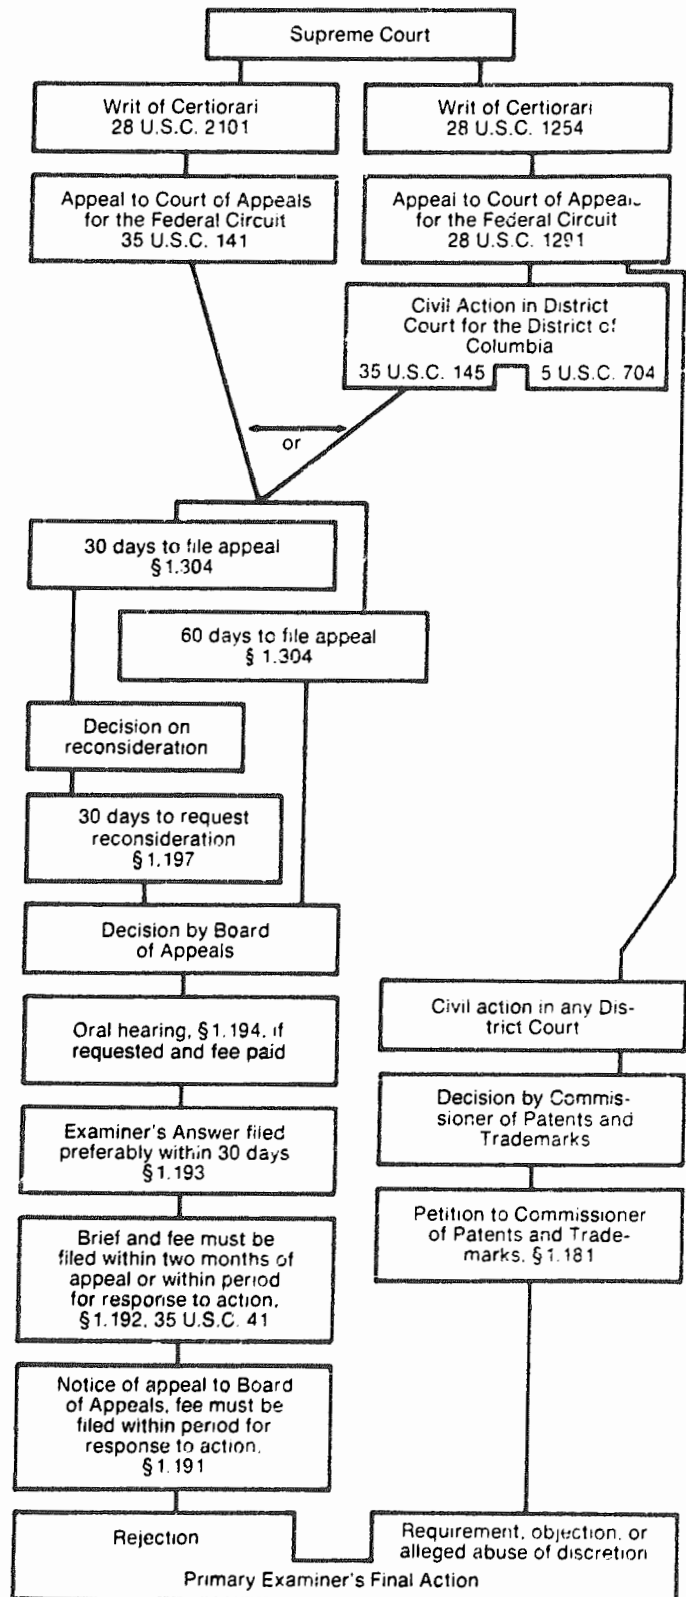 Supreme Court
Writ of Certiorari
28 U.S.C. 2101
Writ of Certiorari
28 U.S.C. 1254
Appeal to Court of Appeals
for the Federal Circuit
35 U.S.C. 141
Appeal to Court of Appeals
for the Federal Circuit
28 U.S.C. 1291
Civil Action in District
Court for the District of
Columbia
35 U.S.C. 145 5 U.S.C. 704
or
30 days to file appeal
§ 1.304
60 days to file appeal
§ 1.304
Decision on
reconsideration
30 days to request
reconsideration
§ 1.197
Decision by Board
of Appeals
Oral hearing, § 1.194, if
requested and fee paid
Examiner's Answer filed
preferably within 30 days
§ 1.193
Brief and fee must be
filed within two months of
appeal or within period
for response to action,
§ 1.192, 35 U.S.C. 41
Notice of appeal to Board
of Appeals, fee must be
filed within period for
response to action,
§ 1.191
Civil action in any Dis-
trict Court
Decision by Commis-
sioner of Patents and
Trademarks
Petition to Commissioner
of Patents and Trade-
marks, § 1.181
Rejection
Requirement, objection, or
alleged abuse of discretion
Primary Examiner's Final Action